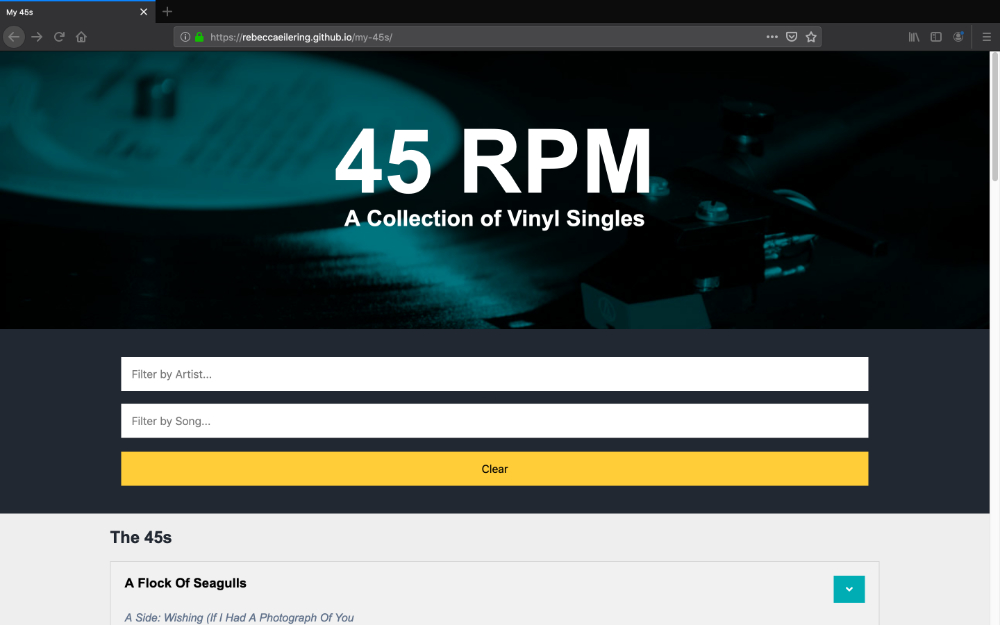 My 45s
https://rebeccaeilering.github.io/my-45s/
45 RPM
A Collection of Vinyl Singles
Filter by Artist...
Filter by Song...
Clear
The 45s
A Flock Of Seagulls
A Side: Wishing (If I Had A Photograph Of You